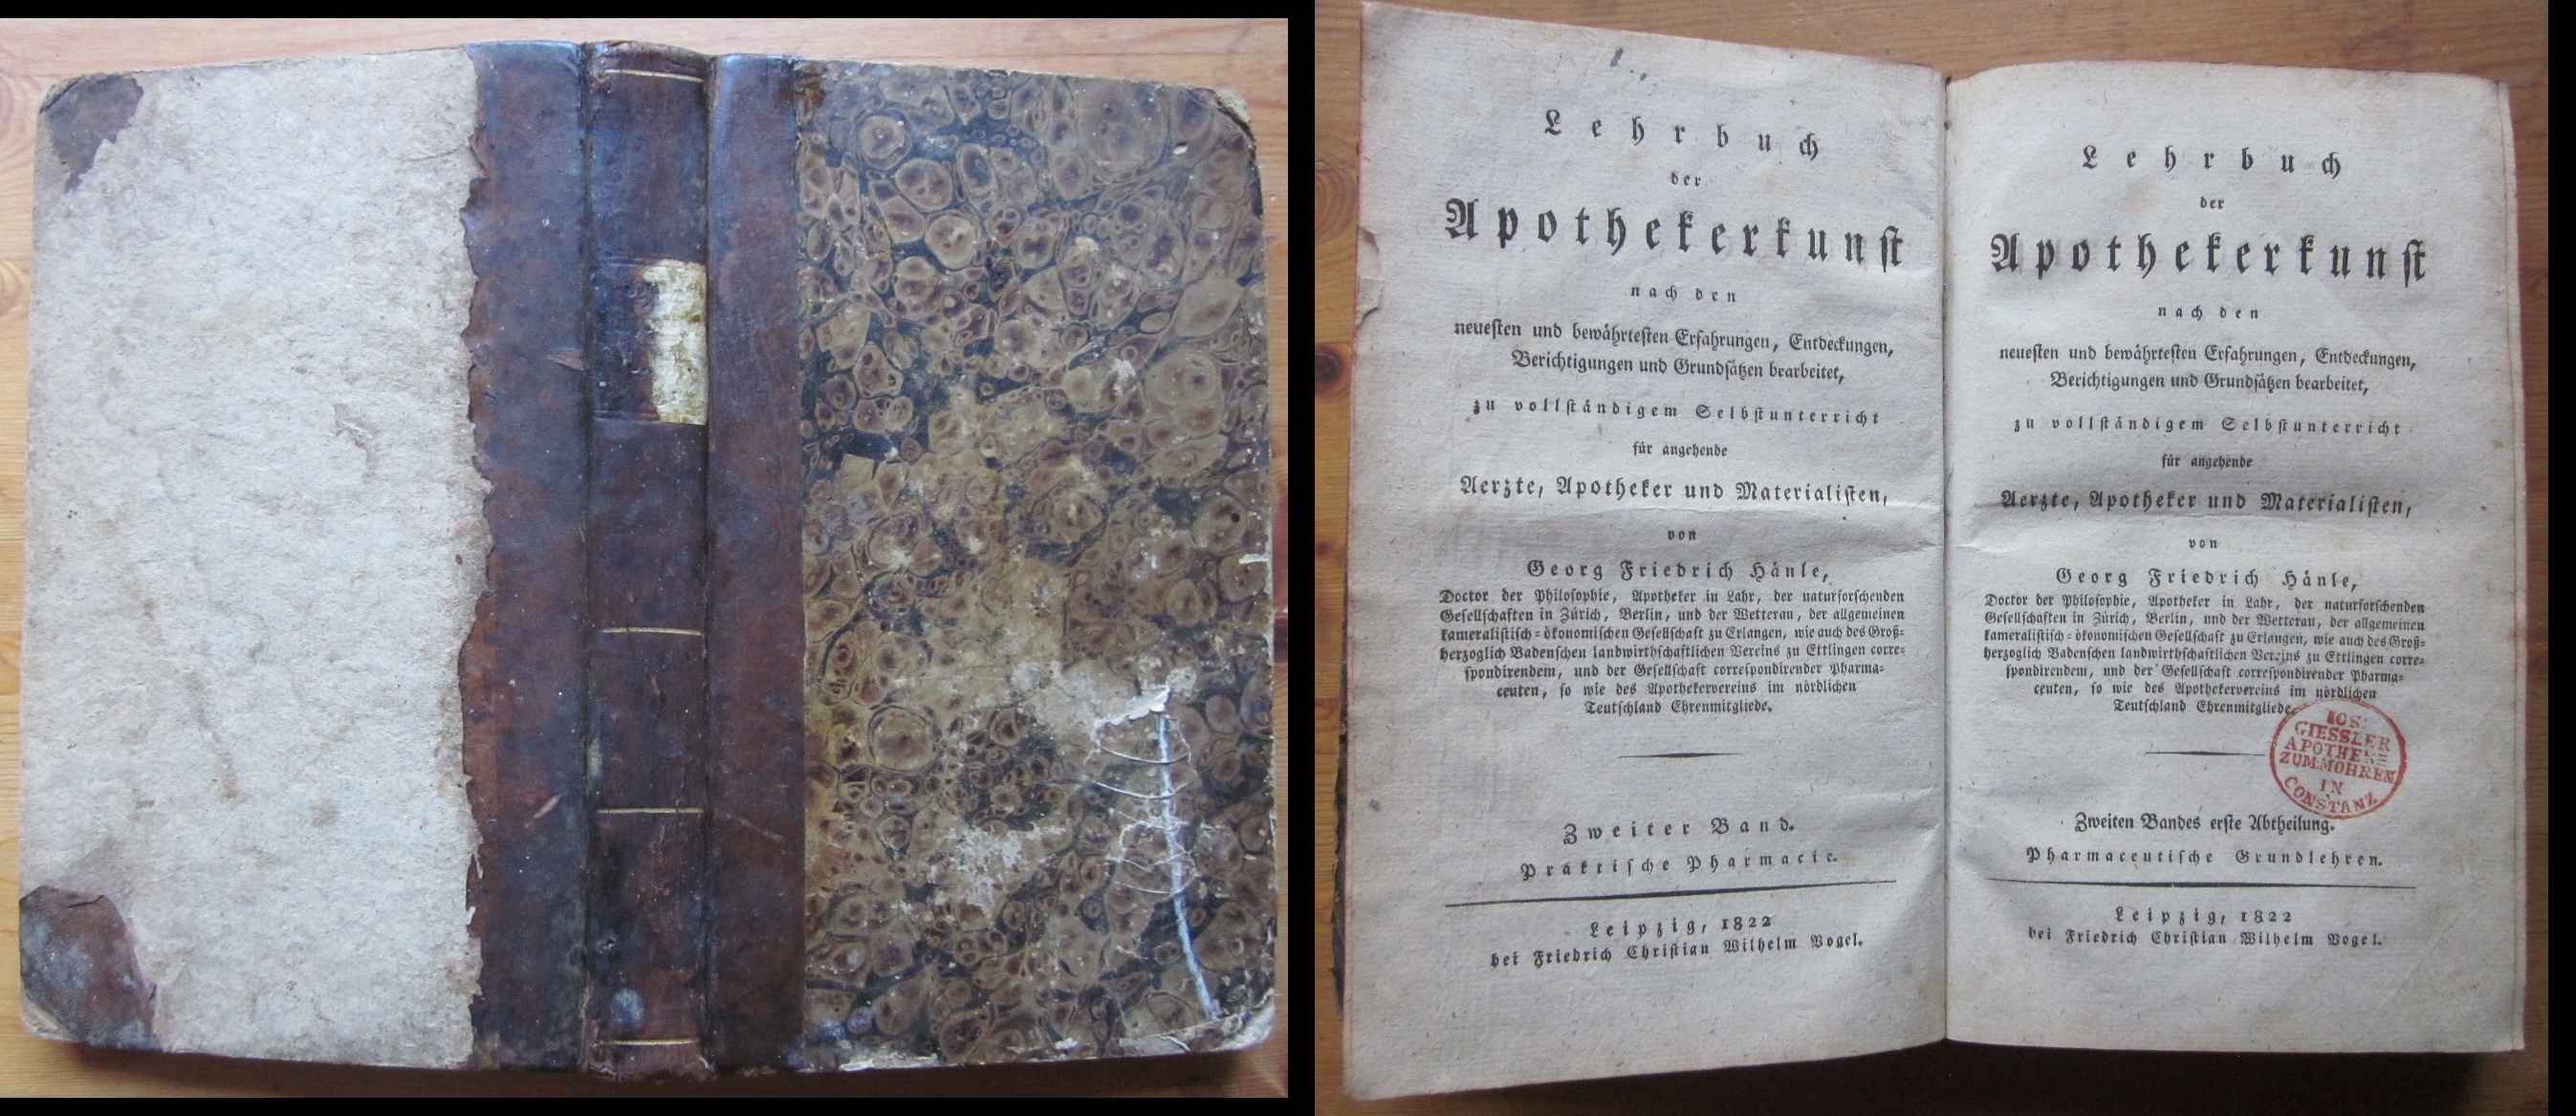 Lehrbuch
der
Apothekerkunst
nach den
neuesten und bewährtesten Erfahrungen, Entdeckungen,
Berichtigungen und Grundsätzen bearbeitet,
zu vollständigem Selbstunterricht
für angehende
Aerzte, Apotheker und Materialisten,
von
Georg Friedrich Hänle,
Doctor der Philosophie, Apotheker in Lahr, der naturforschenden
Gesellschaften in Zürich, Berlin, und der Wetterau, der allgemeinen
kameralistisch-ökonomischen Gesellschaft zu Erlangen, wie auch des Groß-
herzoglich Badenschen landwirthschaftlichen Vereins zu Ettlingen corre-
spondirendem, und der Gesellschaft correspondirender Pharma-
ceuten, so wie des Apothekervereins im nördlichen
Teutschland Ehrenmitgliede.
Zweiter Band.
Praktische Pharmacie.
Leipzig, 1822
bei Friedrich Christian Wilhelm Vogel.
Lehrbuch
der
Apothekerkunst
nach den
neuesten und bewährtesten Erfahrungen, Entdeckungen,
Berichtigungen und Grundsätzen bearbeitet,
zu vollständigem Selbstunterricht
für angehende
Aerzte, Apotheker und Materialisten,
von
Georg Friedrich Hänle,
Doctor der Philosophie, Apotheker in Lahr, der naturforschenden
Gesellschaften in Zürich, Berlin, und der Wetterau, der allgemeinen
kameralistisch-ökonomischen Gesellschaft zu Erlangen, wie auch des Groß-
herzoglich Badenschen landwirthschaftlichen Vereins zu Ettlingen corre-
spondirendem, und der Gesellschaft correspondirender Pharma-
ceuten, so wie des Apothekervereins im nördlichen
Teutschland Ehrenmitgliede.
IOS:
GIESSLER
APOTHEKE
ZUM:MOHREN
IN
CONSTANZ
Zweiten Bandes erste Abtheilung.
Pharmaceutische Grundlehren.
Leipzig, 1822
bei Friedrich Christian Wilhelm Vogel.